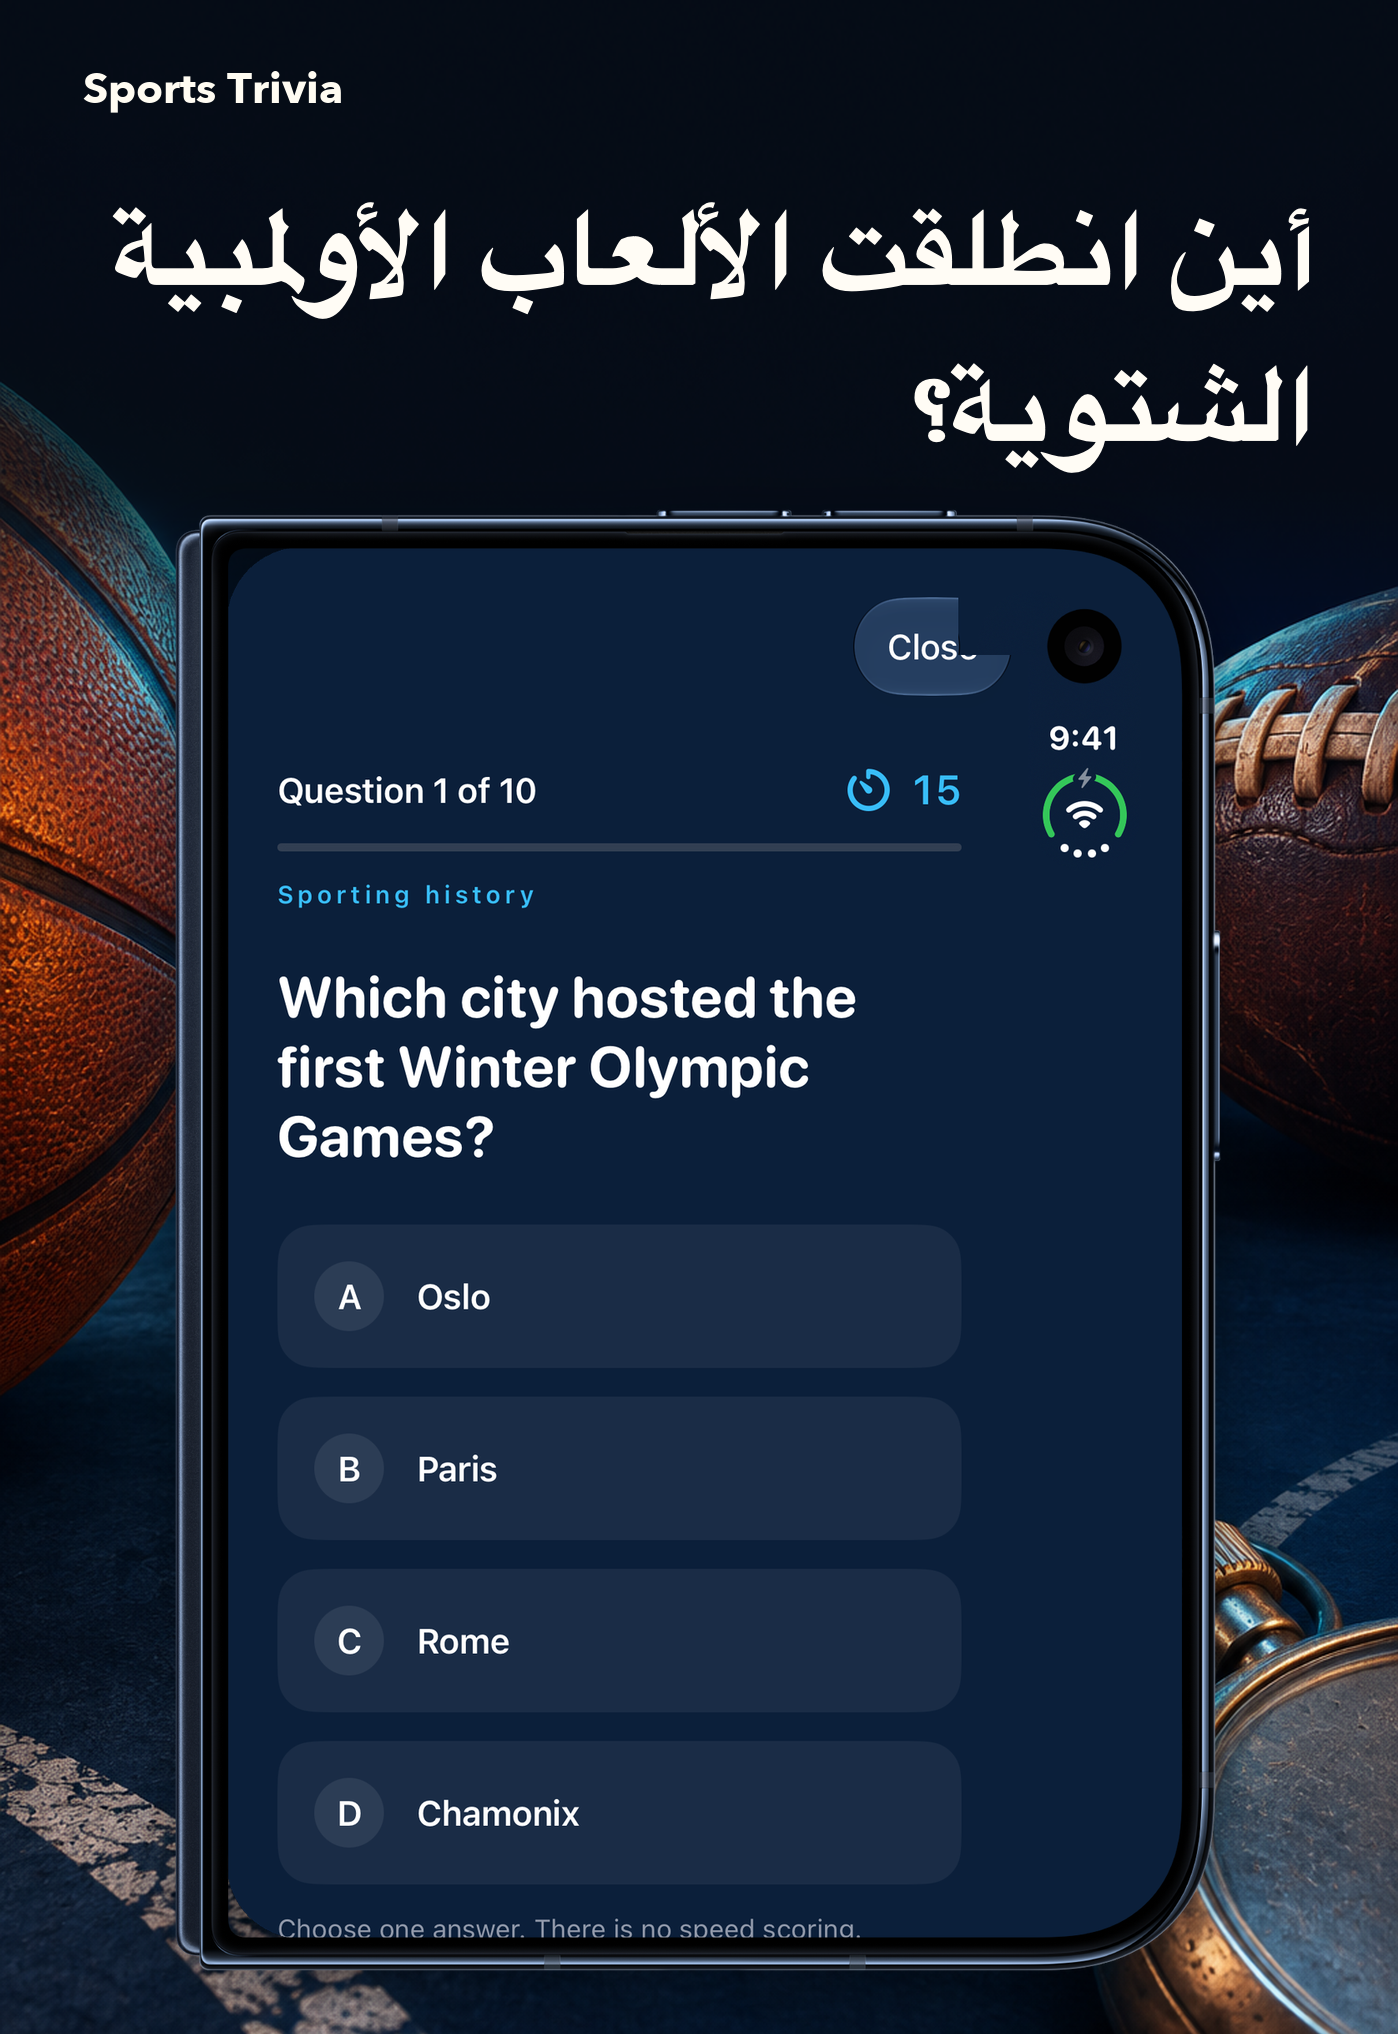 Sports Trivia
أين انطلقت الألعاب الأولمبية
الشتوية؟
Close
9:41
Question 1 of 10
15
Sporting history
Which city hosted the
first Winter Olympic
Games?
A Oslo
B Paris
C Rome
D Chamonix
Choose one answer. There is no speed scoring.